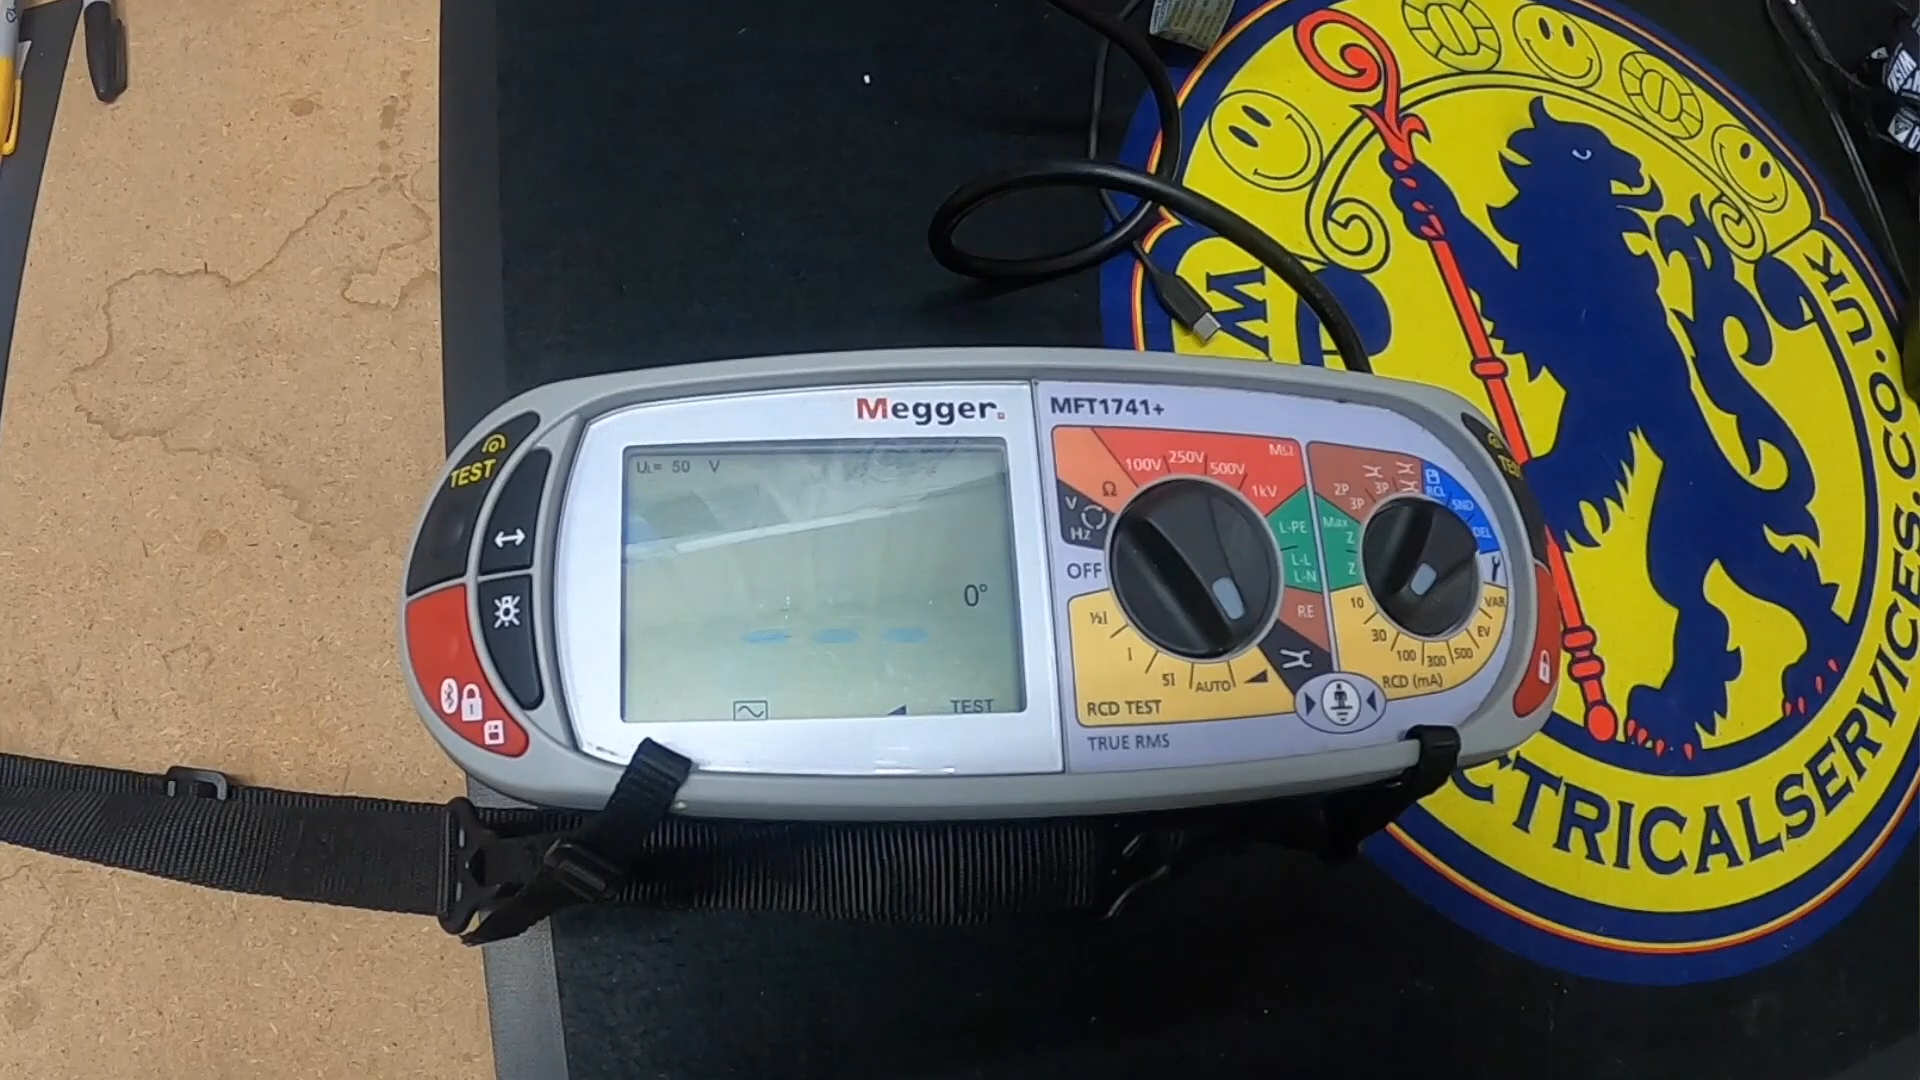 Megger.
MFT1741+
TEST
UL= 50 V
0°
TEST
100V
250V
500V
1kV
MΩ
Ω
V
Hz
OFF
L-PE
L-L
L-N
RE
½I
I
5I
AUTO
RCD TEST
TRUE RMS
2P
3P
3P
RCL
SND
DEL
Max
Z
Z
10
30
100
300
500
EV
VAR
RCD (mA)
1
W
CTRICALSERVICES.CO.UK